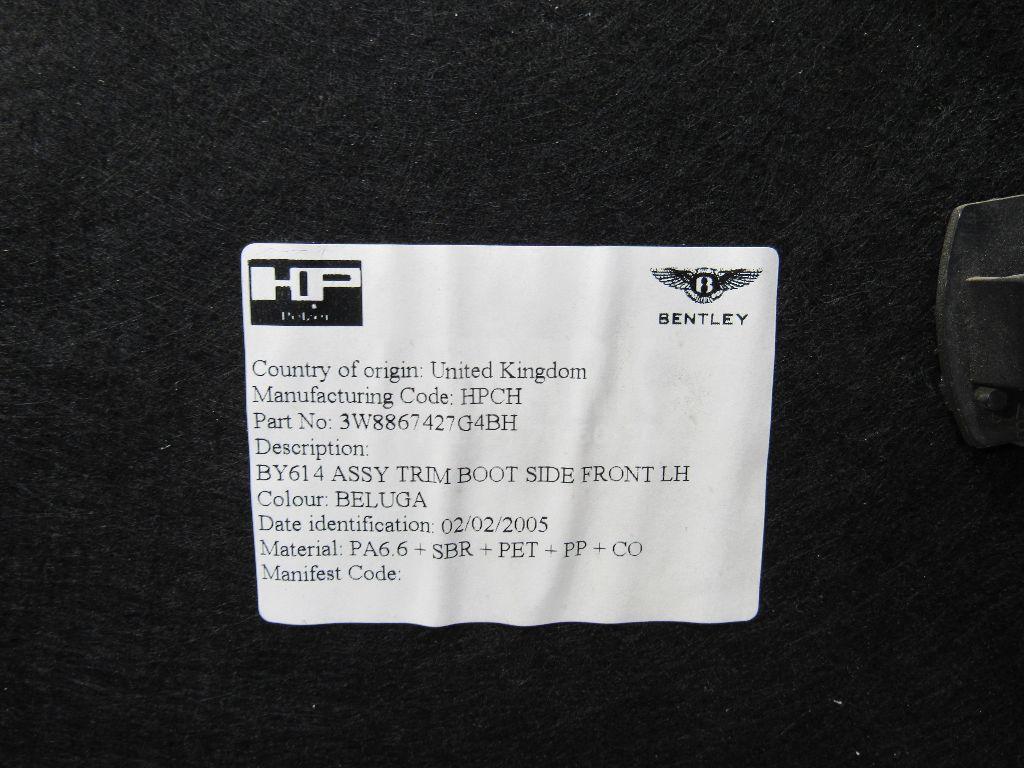 HP
Pelzer
B
BENTLEY
Country of origin: United Kingdom
Manufacturing Code: HPCH
Part No: 3W8867427G4BH
Description:
BY614 ASSY TRIM BOOT SIDE FRONT LH
Colour: BELUGA
Date identification: 02/02/2005
Material: PA6.6 + SBR + PET + PP + CO
Manifest Code: